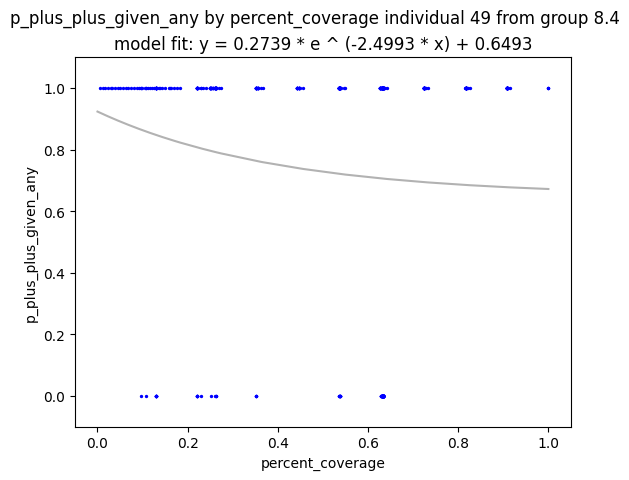 p_plus_plus_given_any by percent_coverage individual 49 from group 8.4
model fit: y = 0.2739 * e ^ (-2.4993 * x) + 0.6493
1.0
0.8
0.6
0.4
0.2
0.0
p_plus_plus_given_any
0.0 0.2 0.4 0.6 0.8 1.0
percent_coverage